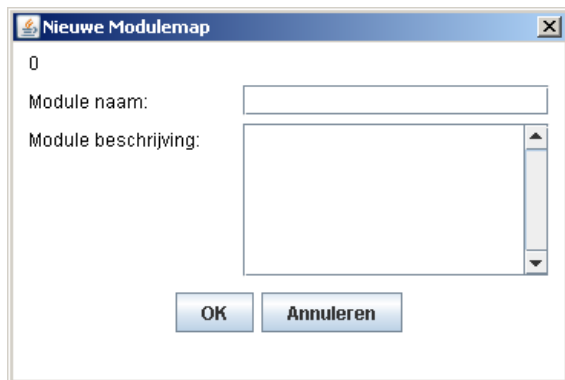 Nieuwe Modulemap
0
Module naam:
Module beschrijving:
OK Annuleren